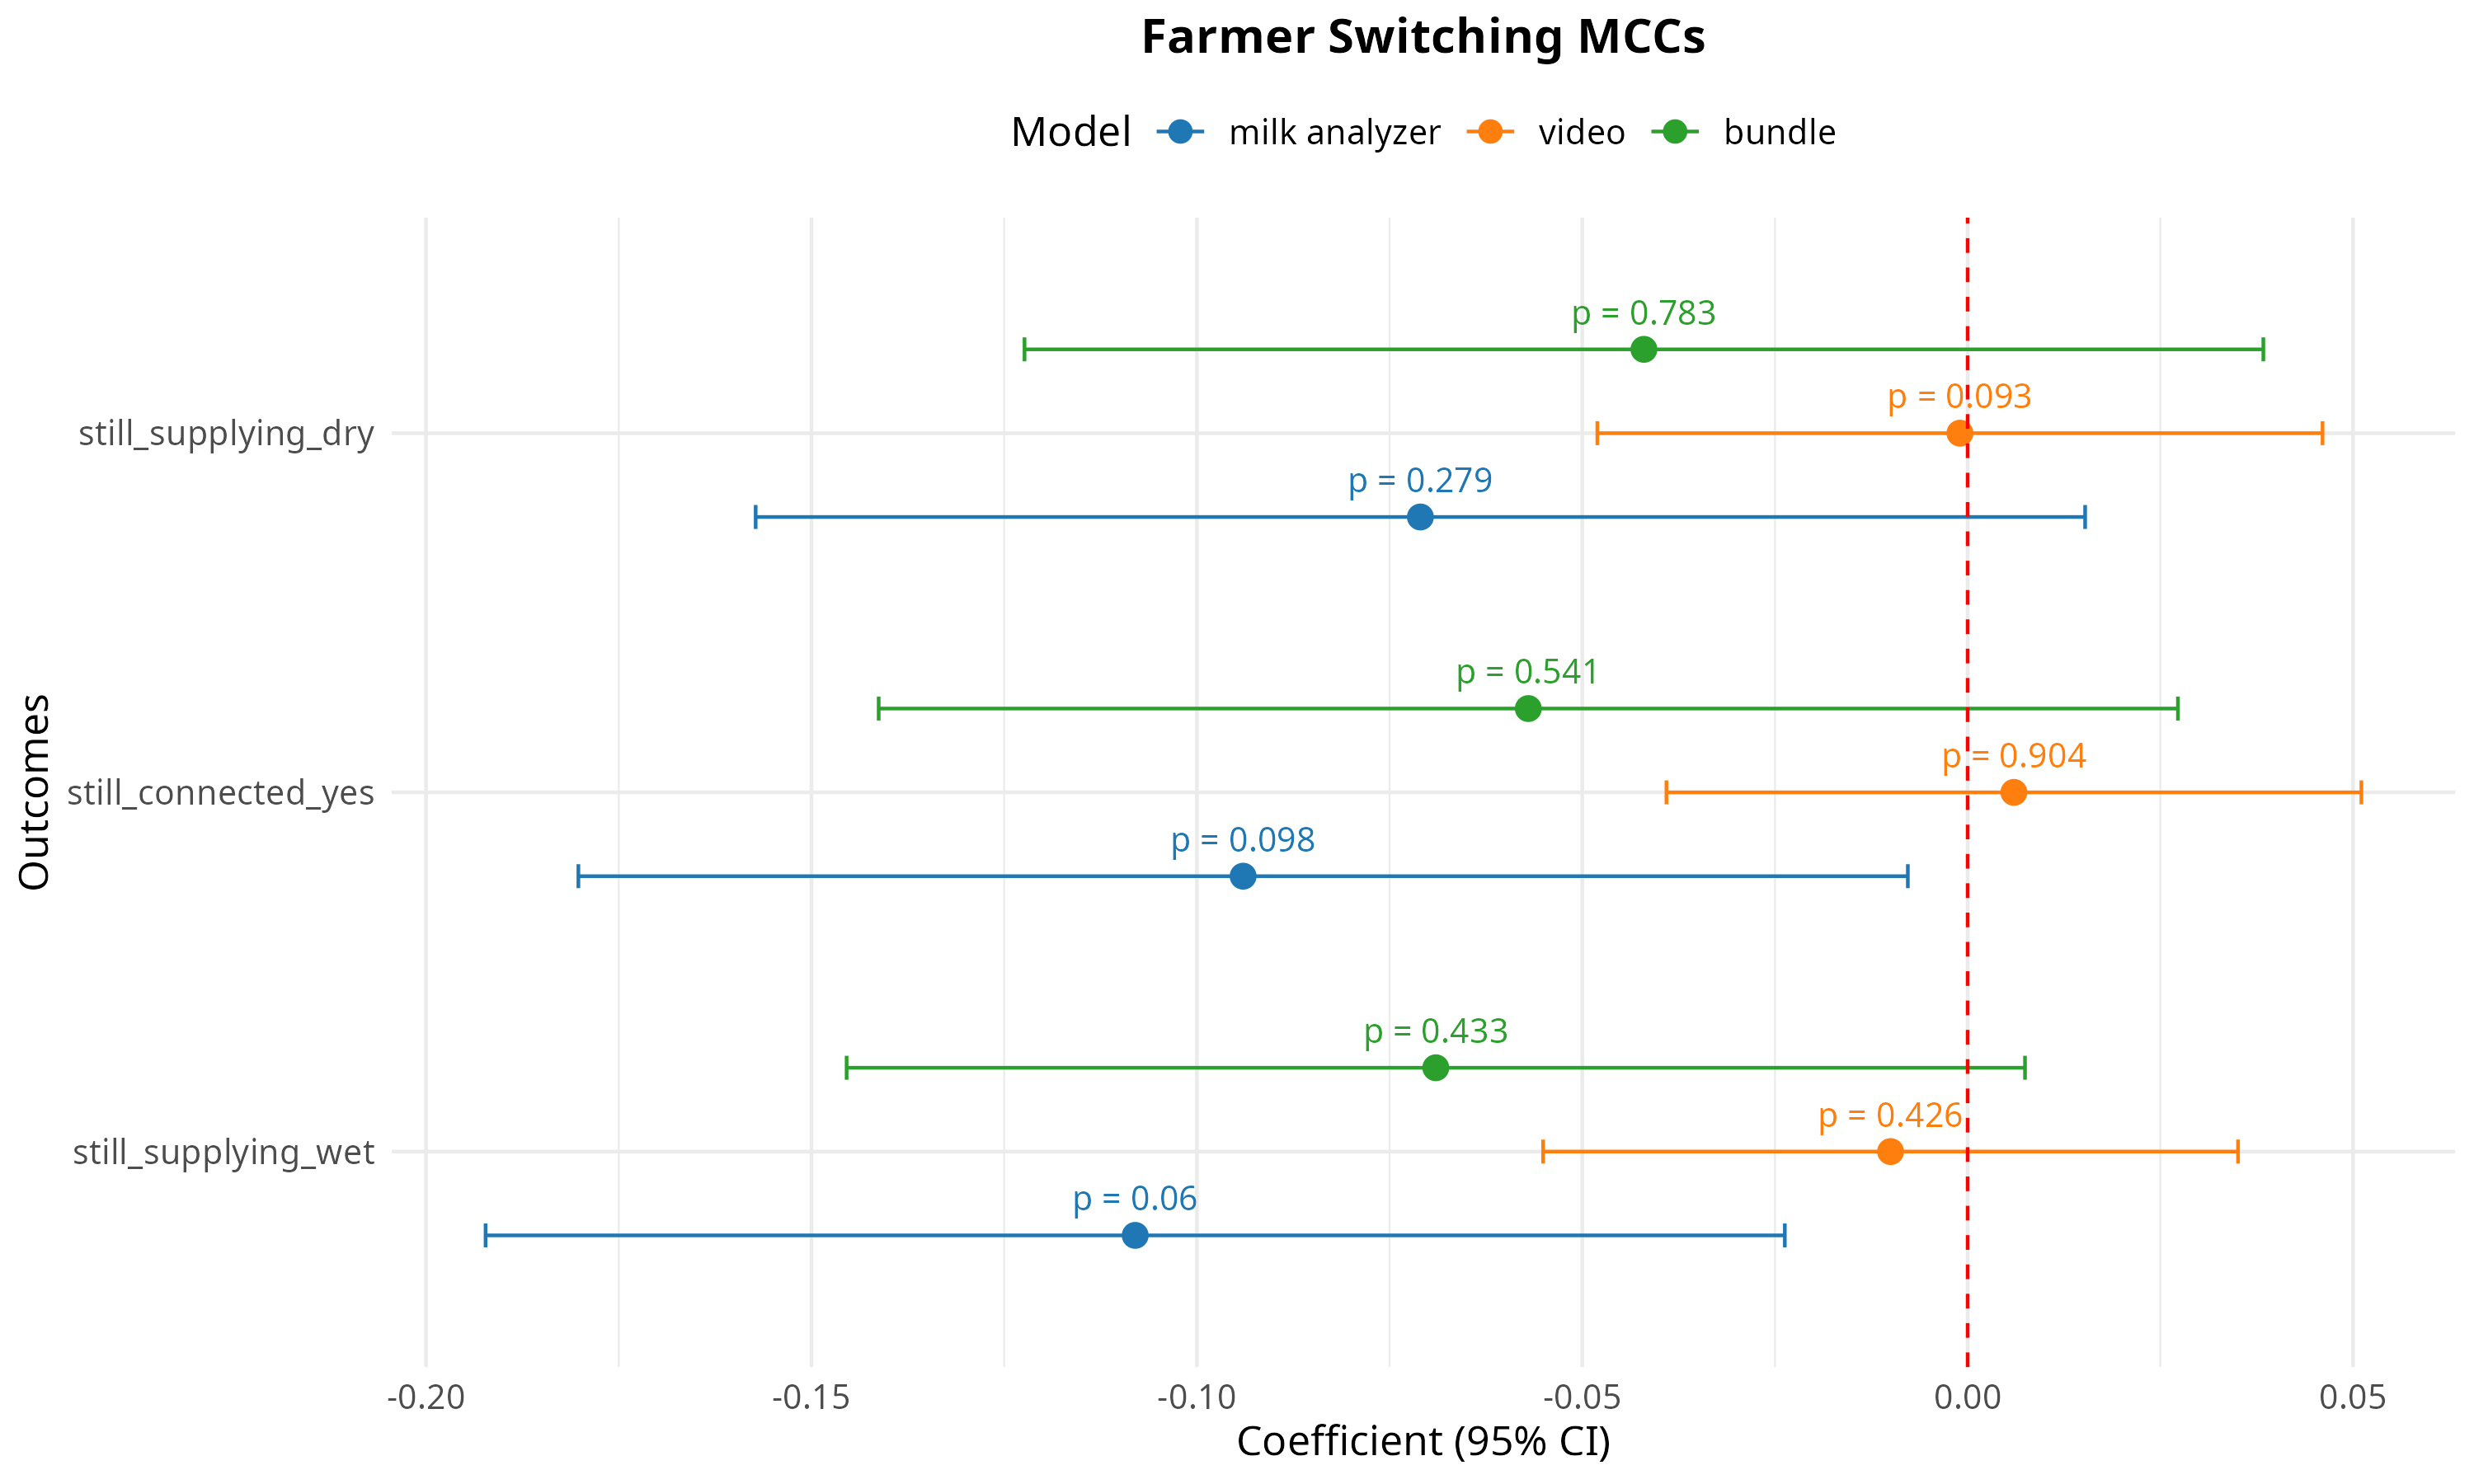 Farmer Switching MCCs
Model milk analyzer video bundle
p = 0.783
p = 0.093
still_supplying_dry
p = 0.279
p = 0.541
p = 0.904
still_connected_yes
p = 0.098
Outcomes
p = 0.433
p = 0.426
still_supplying_wet
p = 0.06
-0.20 -0.15 -0.10 -0.05 0.00 0.05
Coefficient (95% CI)